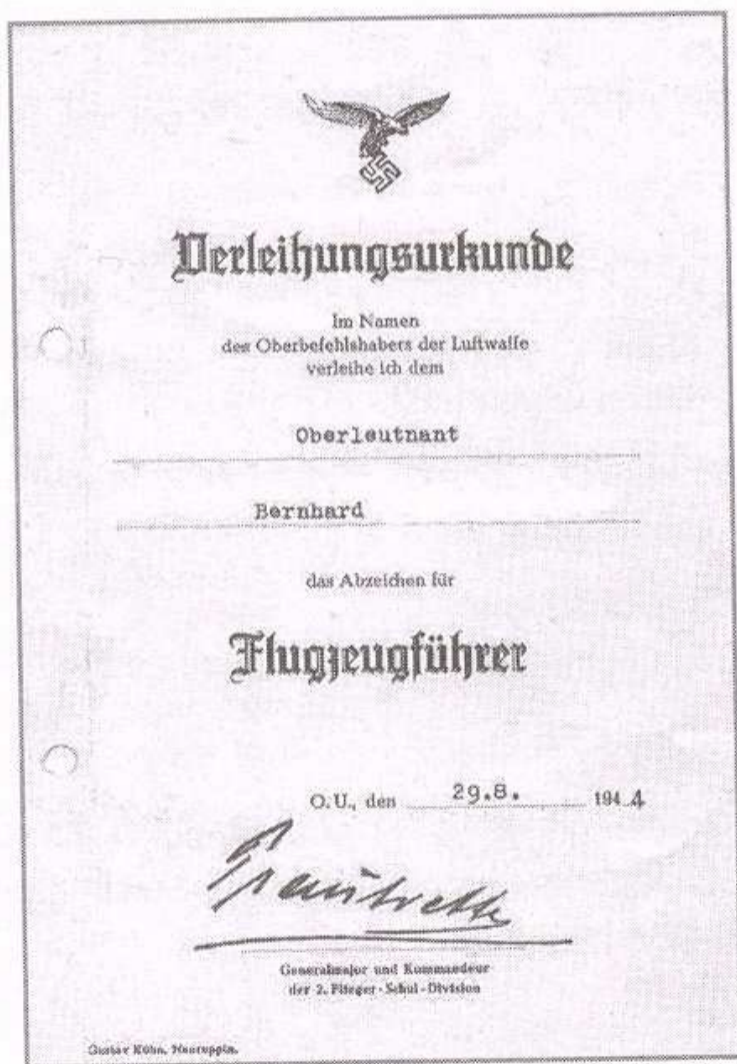 Verleihungsurkunde
Im Namen
des Oberbefehlshabers der Luftwaffe
verleihe ich dem
Oberleutnant
Bernhard
das Abzeichen für
Flugzeugführer
O. U., den 29.8. 1944
Generalmajor und Kommandeur
der 2. Flieger-Schul-Division
Gustav Kühn, Neuruppin.